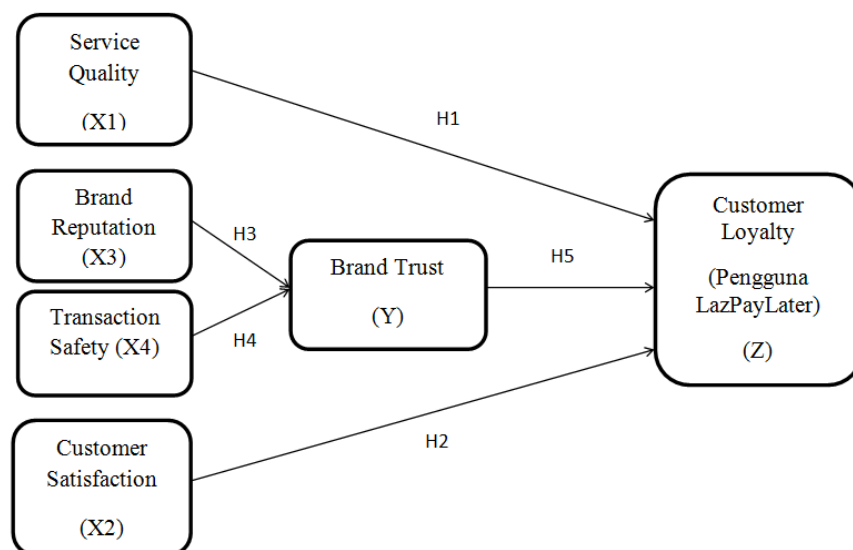 Service
Quality
(X1)
H1
Brand
Reputation
(X3)
H3
Transaction
Safety (X4)
H4
Brand Trust
(Y)
H5
Customer
Loyalty
(Pengguna
LazPayLater)
(Z)
Customer
Satisfaction
(X2)
H2